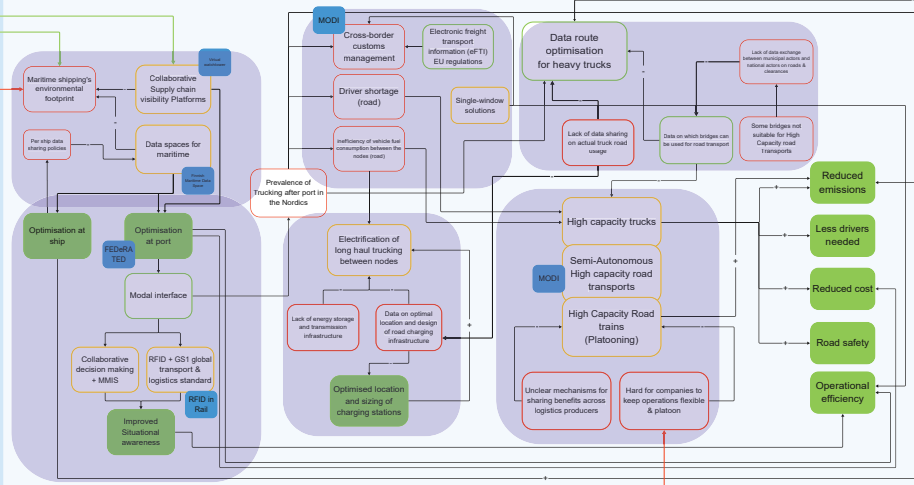 MODI
Cross-border
customs
management
Electronic freight
transport
information (eFTI)
EU regulations
Data route
optimisation
for heavy trucks
Lack of data exchange
between municipal actors and
national actors on roads &
clearances
Maritime shipping's
environmental
footprint
Collaborative
Supply chain
visibility Platforms
Driver shortage
(road)
Single-window
solutions
Per ship data
sharing policies
Data spaces for
maritime
Inefficiency of vehicle fuel
consumption between the
nodes (road)
Lack of data sharing
on actual truck road
usage
Data on which bridges can
be used for road transport
Some bridges not
suitable for High
Capacity road
transports
Prevalence of
Trucking after port in
the Nordics
Reduced
emissions
Optimisation at
ship
Optimisation
at port
FEDeRA
TED
Electrification of
long haul trucking
between nodes
High capacity trucks
Less drivers
needed
Semi-Autonomous
High capacity road
transports
MODI
Modal interface
Reduced cost
Lack of energy storage
and transmission
infrastructure
Data on optimal
location and design
of road charging
infrastructure
High Capacity Road
trains
(Platooning)
Road safety
Collaborative
decision making
+ MMIS
RFID + GS1 global
transport &
logistics standard
RFID in
Rail
Optimised location
and sizing of
charging stations
Unclear mechanisms for
sharing benefits across
logistics producers
Hard for companies to
keep operations flexible
& platoon
Operational
efficiency
Improved
Situational
awareness